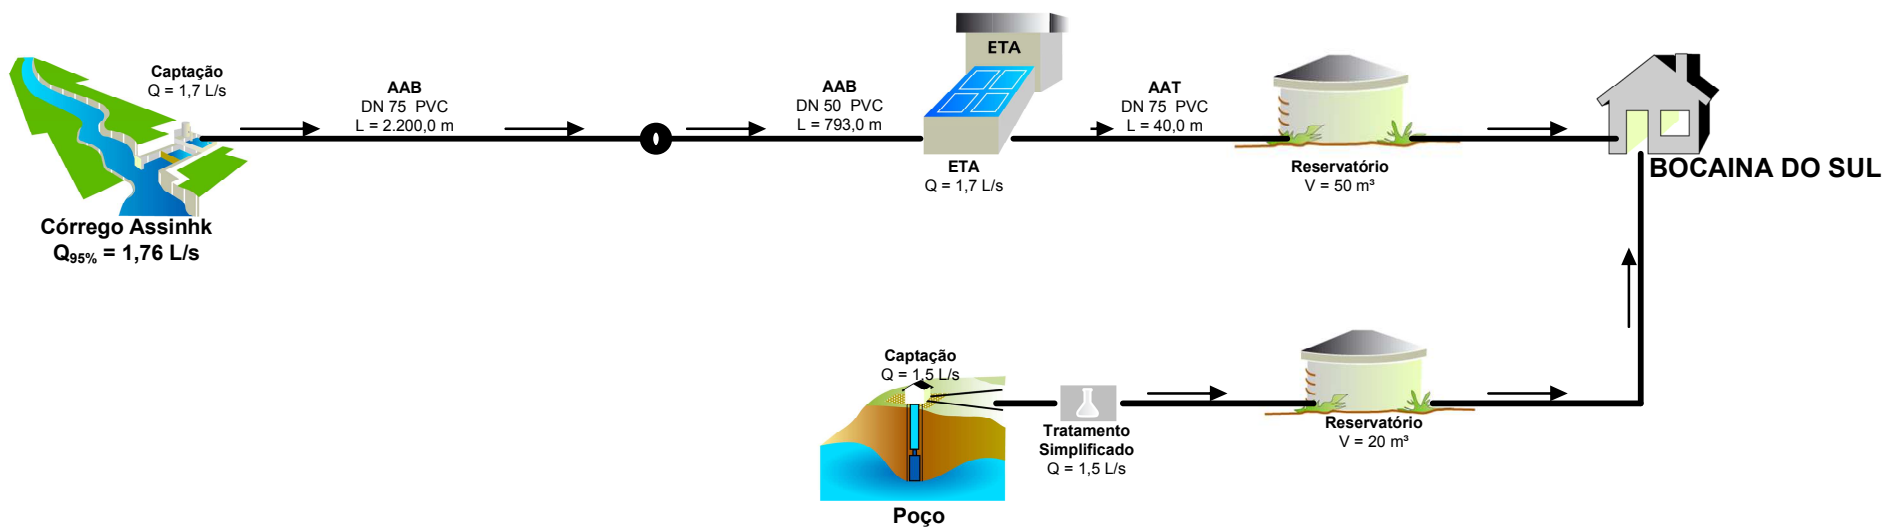 Captação
Q = 1,7 L/s
Córrego Assinhk
Q95% = 1,76 L/s
AAB
DN 75 PVC
L = 2.200,0 m
AAB
DN 50 PVC
L = 793,0 m
ETA
ETA
Q = 1,7 L/s
AAT
DN 75 PVC
L = 40,0 m
Reservatório
V = 50 m³
BOCAINA DO SUL
Captação
Q = 1,5 L/s
Poço
Tratamento
Simplificado
Q = 1,5 L/s
Reservatório
V = 20 m³